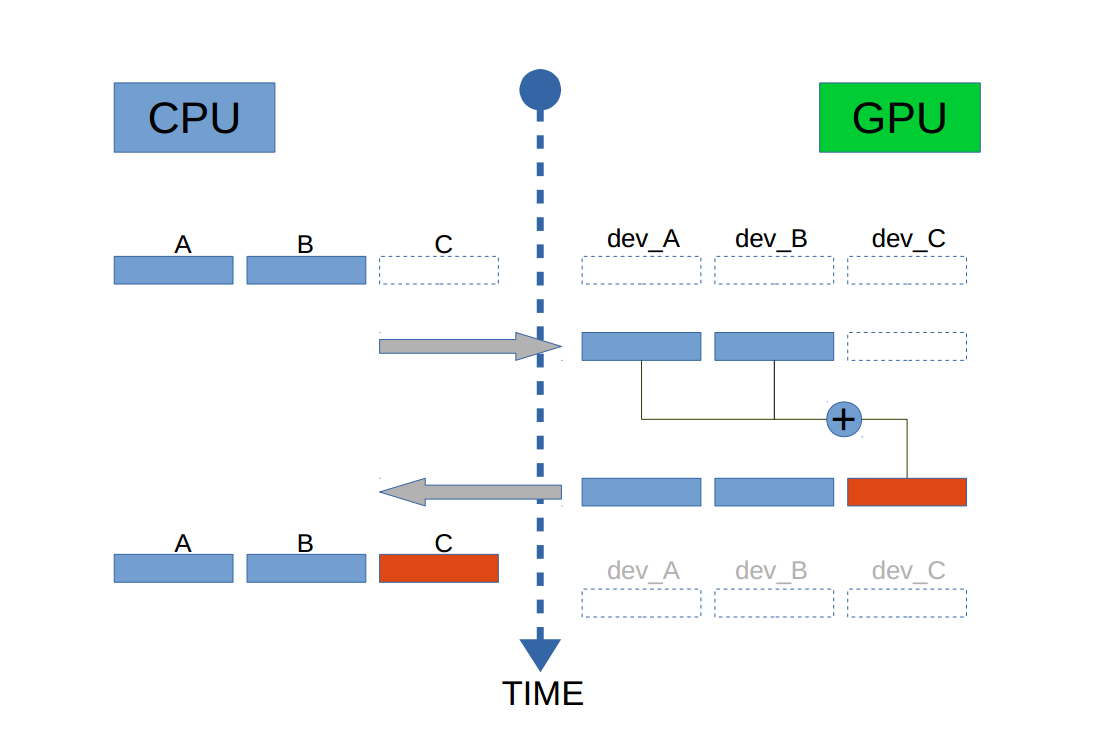 CPU
GPU
A B C
dev_A dev_B dev_C
+
A B C
dev_A dev_B dev_C
TIME